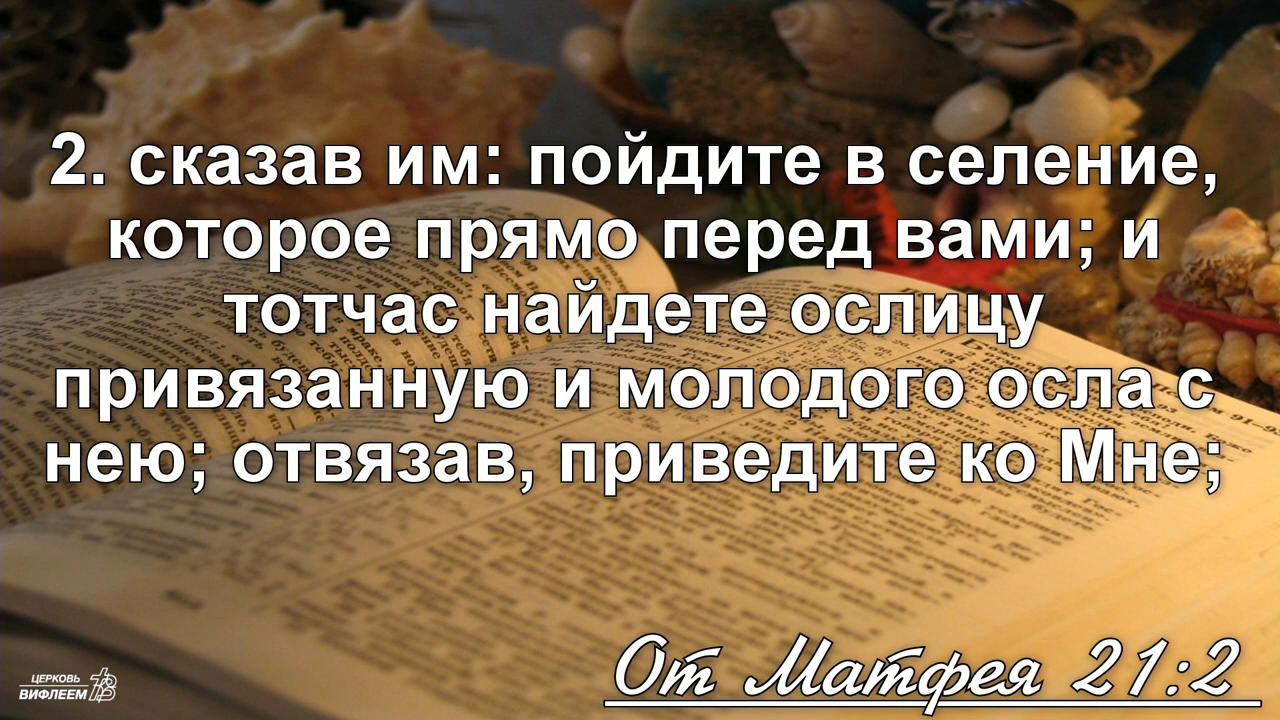 2. сказав им: пойдите в селение,
которое прямо перед вами; и
тотчас найдете ослицу
привязанную и молодого осла с
нею; отвязав, приведите ко Мне;
От Матфея 21:2
ЦЕРКОВЬ
ВИФЛЕЕМ